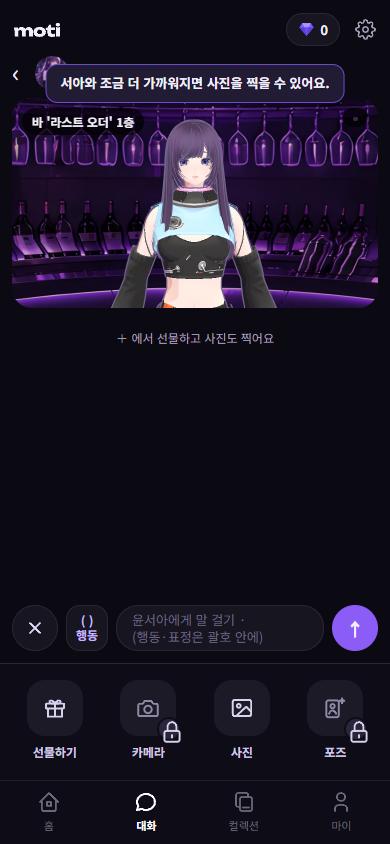 moti
0
서아와 조금 더 가까워지면 사진을 찍을 수 있어요.
바 '라스트 오더' 1층
+ 에서 선물하고 사진도 찍어요
( )
행동
윤서아에게 말 걸기 ·
(행동·표정은 괄호 안에)
선물하기
카메라
사진
포즈
홈
대화
컬렉션
마이